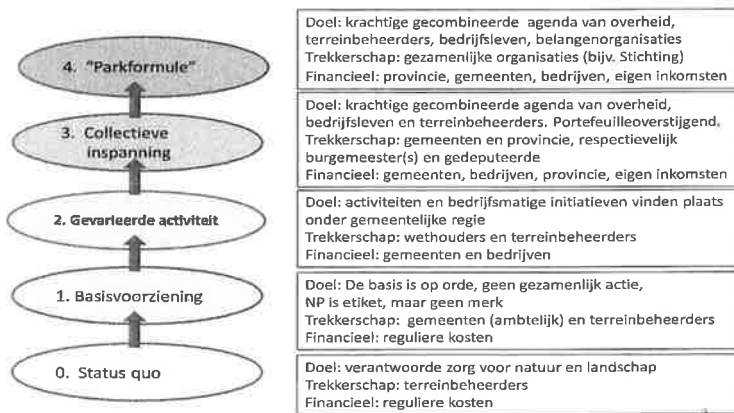 4. "Parkformule"
Doel: krachtige gecombineerde agenda van overheid,
terreinbeheerders, bedrijfsleven, belangenorganisaties
Trekkerschap: gezamenlijke organisaties (bijv. Stichting)
Financieel: provincie, gemeenten, bedrijven, eigen inkomsten
3. Collectieve
inspanning
Doel: krachtige gecombineerde agenda van overheid,
bedrijfsleven en terreinbeheerders. Portefeuilleoverstijgend.
Trekkerschap: gemeenten en provincie, respectievelijk
burgemeester(s) en gedeputeerde
Financieel: gemeenten, bedrijven, provincie, eigen inkomsten
2. Gevarieerde activiteit
Doel: activiteiten en bedrijfsmatige initiatieven vinden plaats
onder gemeentelijke regie
Trekkerschap: wethouders en terreinbeheerders
Financieel: gemeenten en bedrijven
1. Basisvoorziening
Doel: De basis is op orde, geen gezamenlijk actie,
NP is etiket, maar geen merk
Trekkerschap: gemeenten (ambtelijk) en terreinbeheerders
Financieel: reguliere kosten
0. Status quo
Doel: verantwoorde zorg voor natuur en landschap
Trekkerschap: terreinbeheerders
Financieel: reguliere kosten